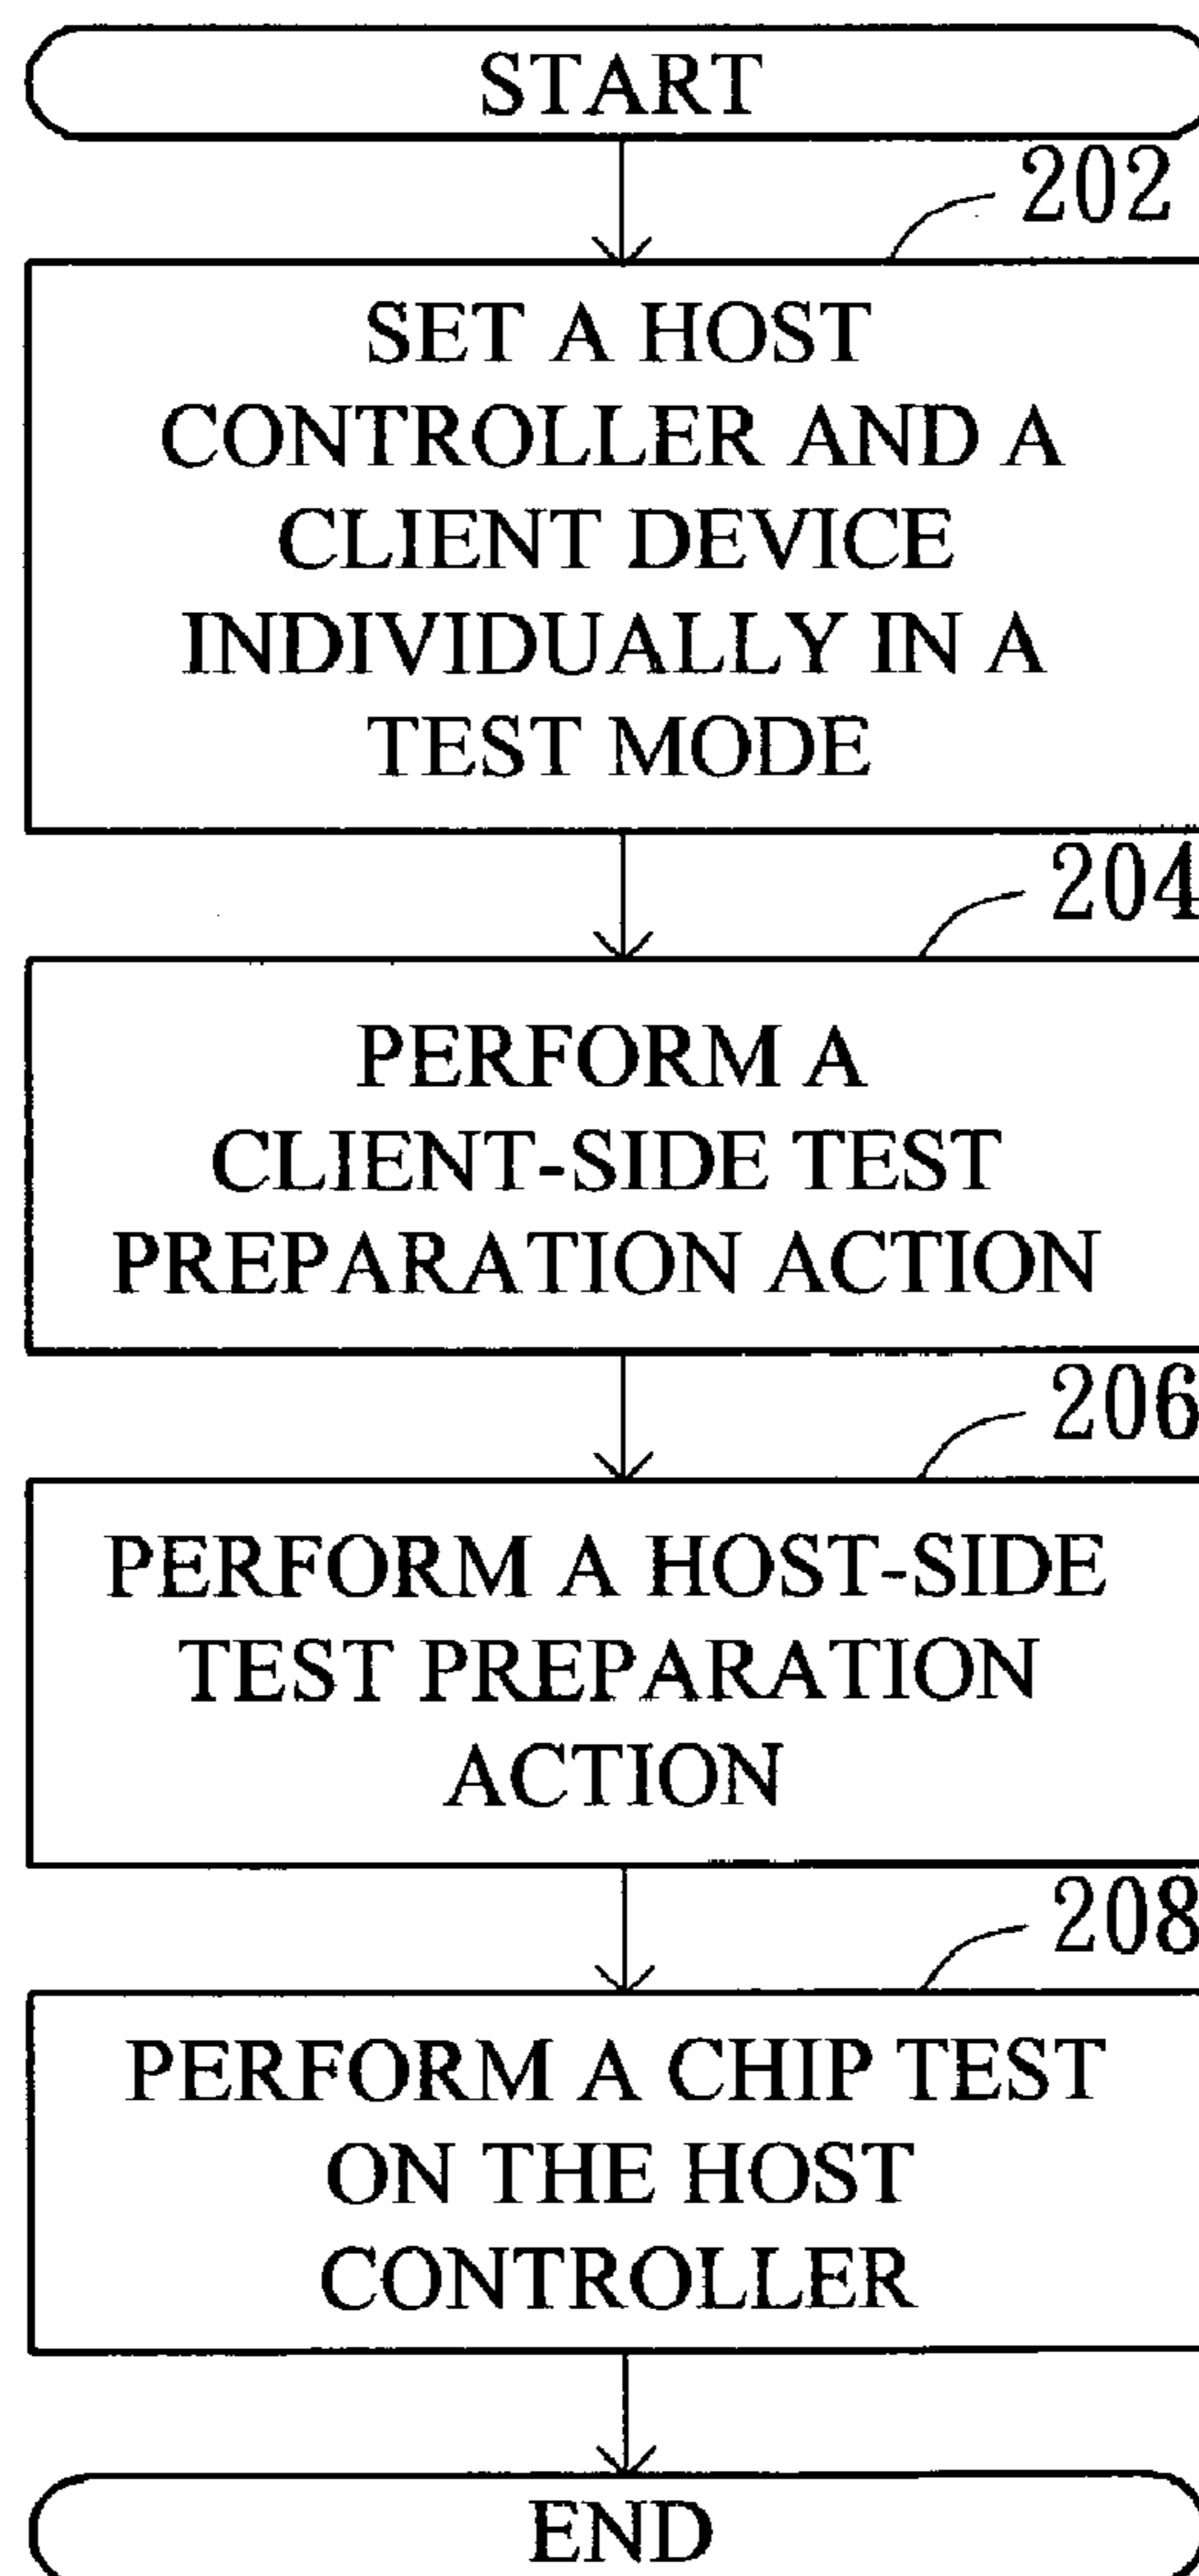 START
202
SET A HOST
CONTROLLER AND A
CLIENT DEVICE
INDIVIDUALLY IN A
TEST MODE
204
PERFORM A
CLIENT-SIDE TEST
PREPARATION ACTION
206
PERFORM A HOST-SIDE
TEST PREPARATION
ACTION
208
PERFORM A CHIP TEST
ON THE HOST
CONTROLLER
END